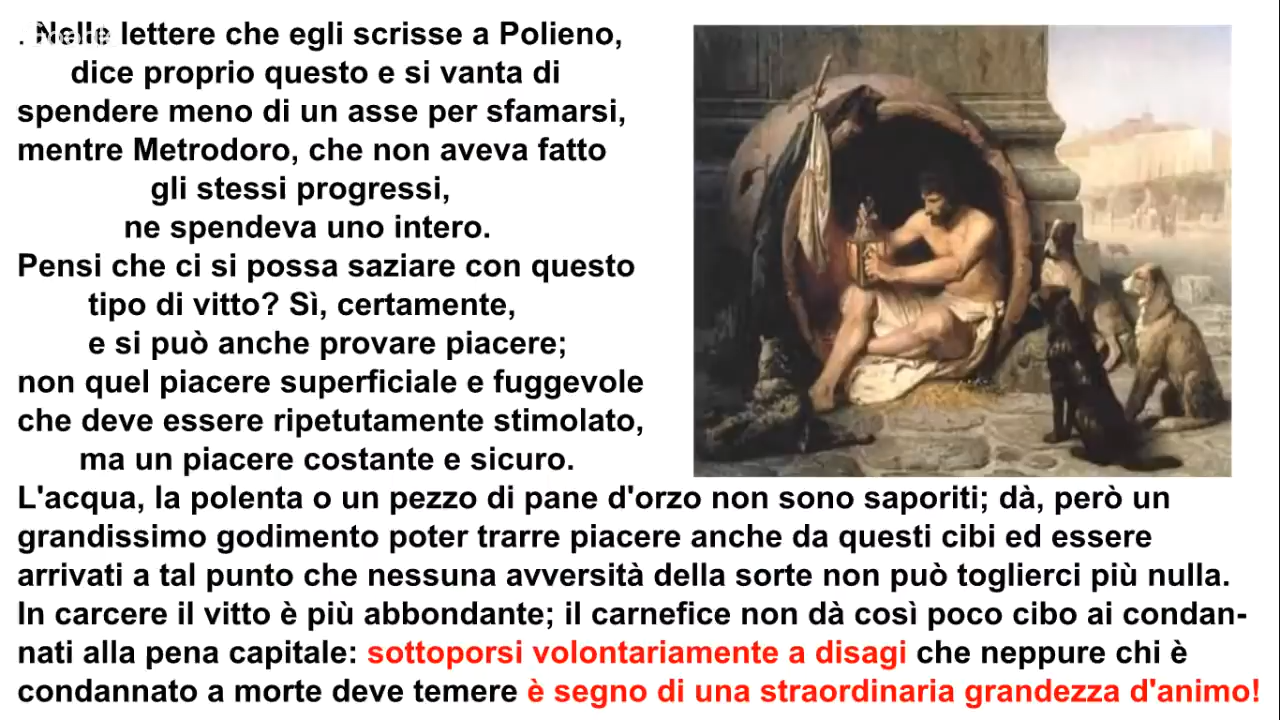 . Nelle lettere che egli scrisse a Polieno,
dice proprio questo e si vanta di
spendere meno di un asse per sfamarsi,
mentre Metrodoro, che non aveva fatto
gli stessi progressi,
ne spendeva uno intero.
Pensi che ci si possa saziare con questo
tipo di vitto? Sì, certamente,
e si può anche provare piacere;
non quel piacere superficiale e fuggevole
che deve essere ripetutamente stimolato,
ma un piacere costante e sicuro.
L'acqua, la polenta o un pezzo di pane d'orzo non sono saporiti; dà, però un
grandissimo godimento poter trarre piacere anche da questi cibi ed essere
arrivati a tal punto che nessuna avversità della sorte non può toglierci più nulla.
In carcere il vitto è più abbondante; il carnefice non dà così poco cibo ai condan-
nati alla pena capitale: sottoporsi volontariamente a disagi che neppure chi è
condannato a morte deve temere è segno di una straordinaria grandezza d'animo!